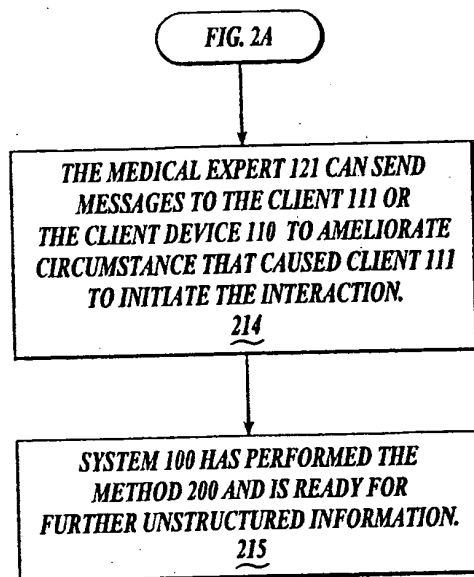 FIG. 2A
THE MEDICAL EXPERT 121 CAN SEND
MESSAGES TO THE CLIENT 111 OR
THE CLIENT DEVICE 110 TO AMELIORATE
CIRCUMSTANCE THAT CAUSED CLIENT 111
TO INITIATE THE INTERACTION.
214
SYSTEM 100 HAS PERFORMED THE
METHOD 200 AND IS READY FOR
FURTHER UNSTRUCTURED INFORMATION.
215